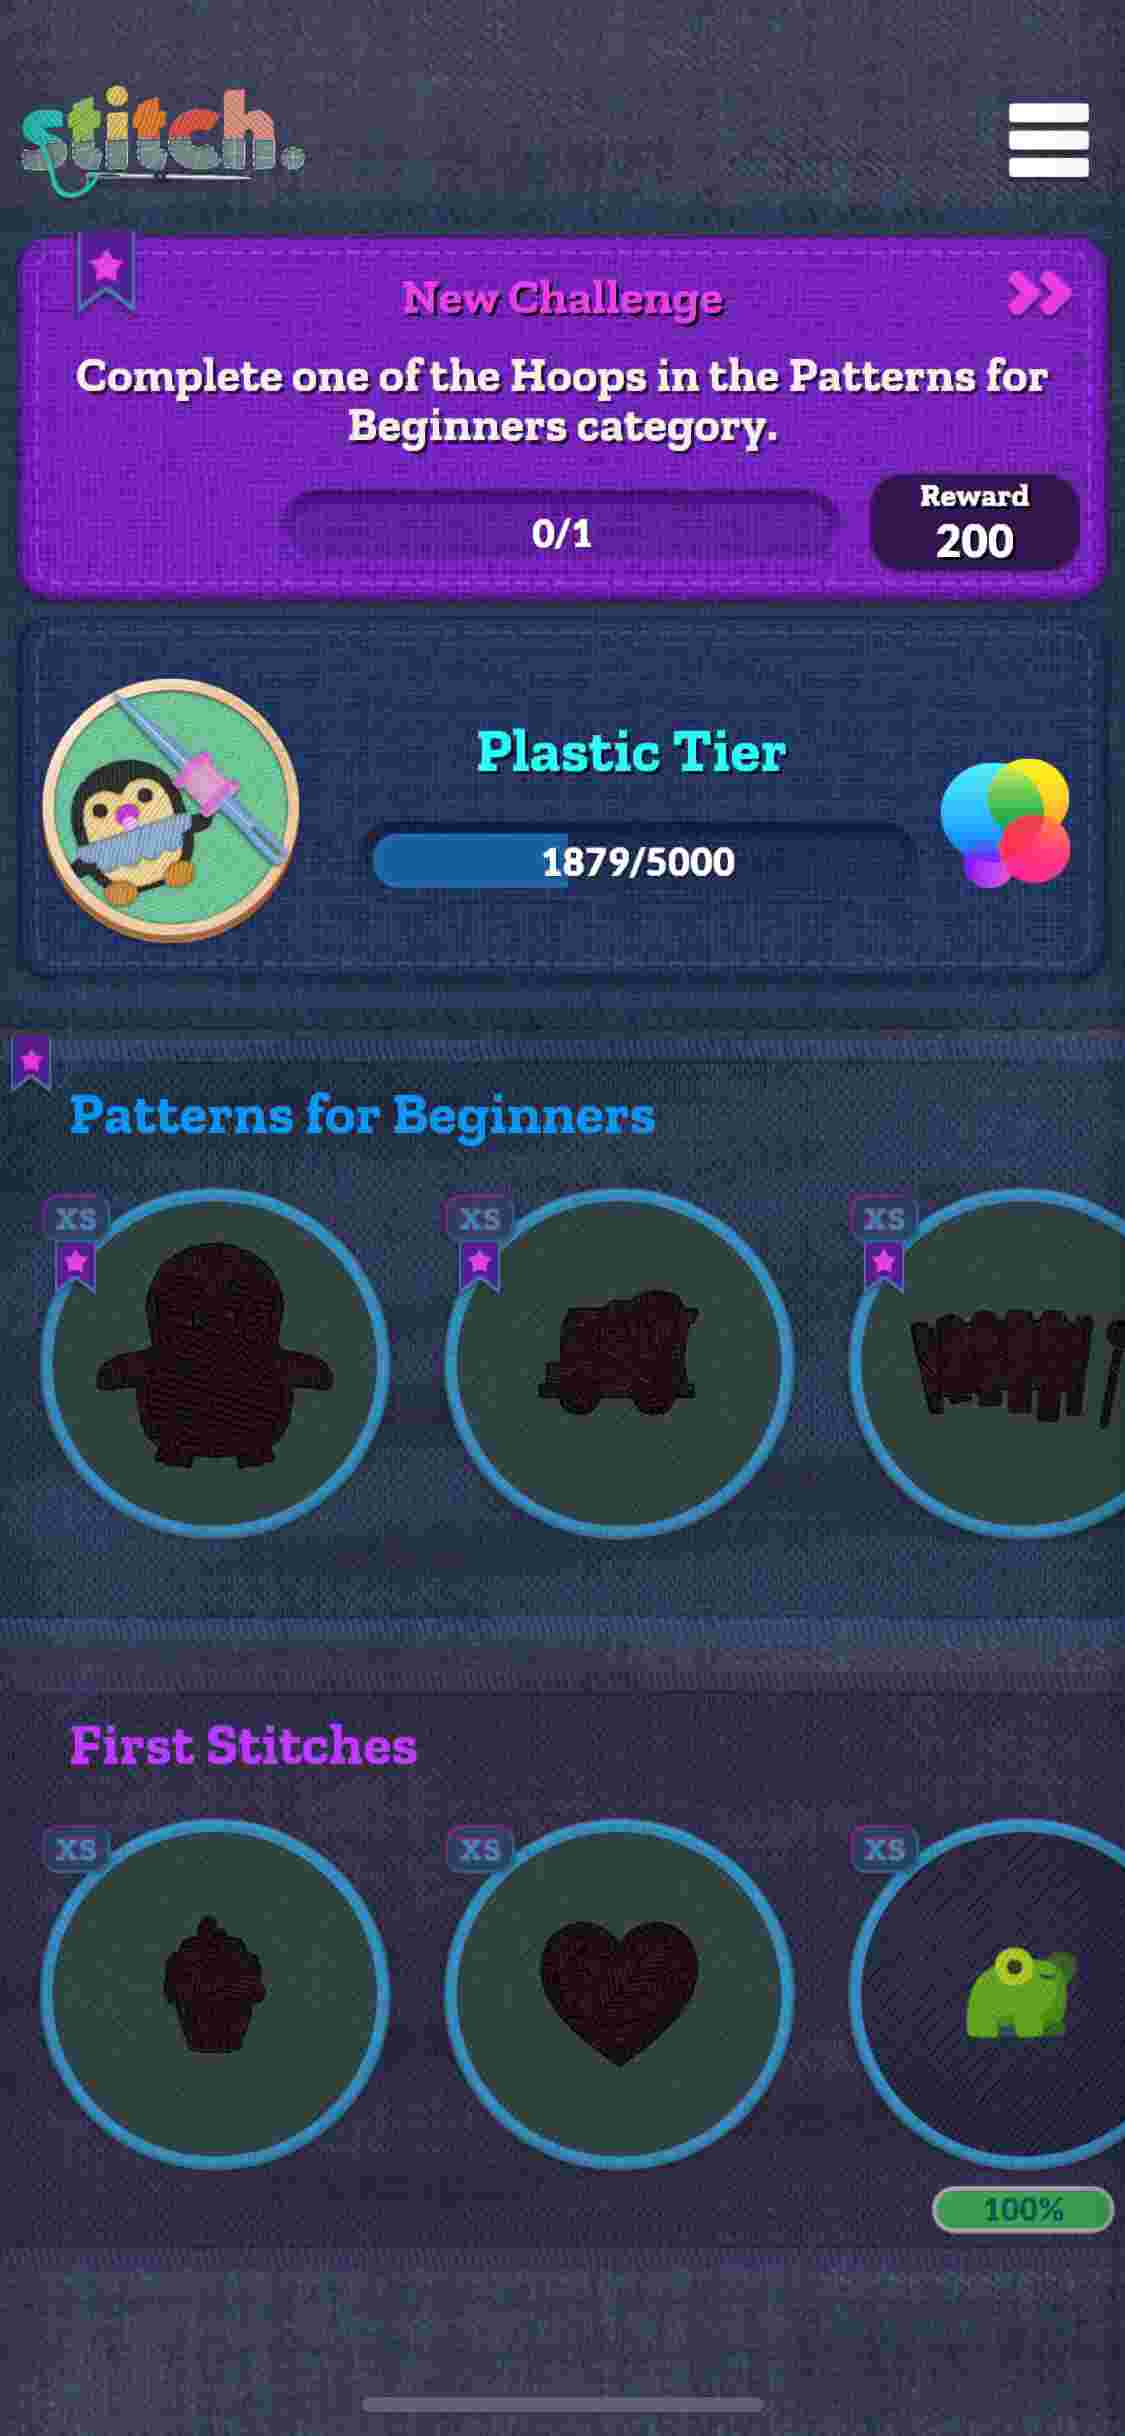 stitch.
New Challenge
Complete one of the Hoops in the Patterns for
Beginners category.
0/1
Reward
200
Plastic Tier
1879/5000
Patterns for Beginners
XS
XS
XS
First Stitches
XS
XS
XS
100%